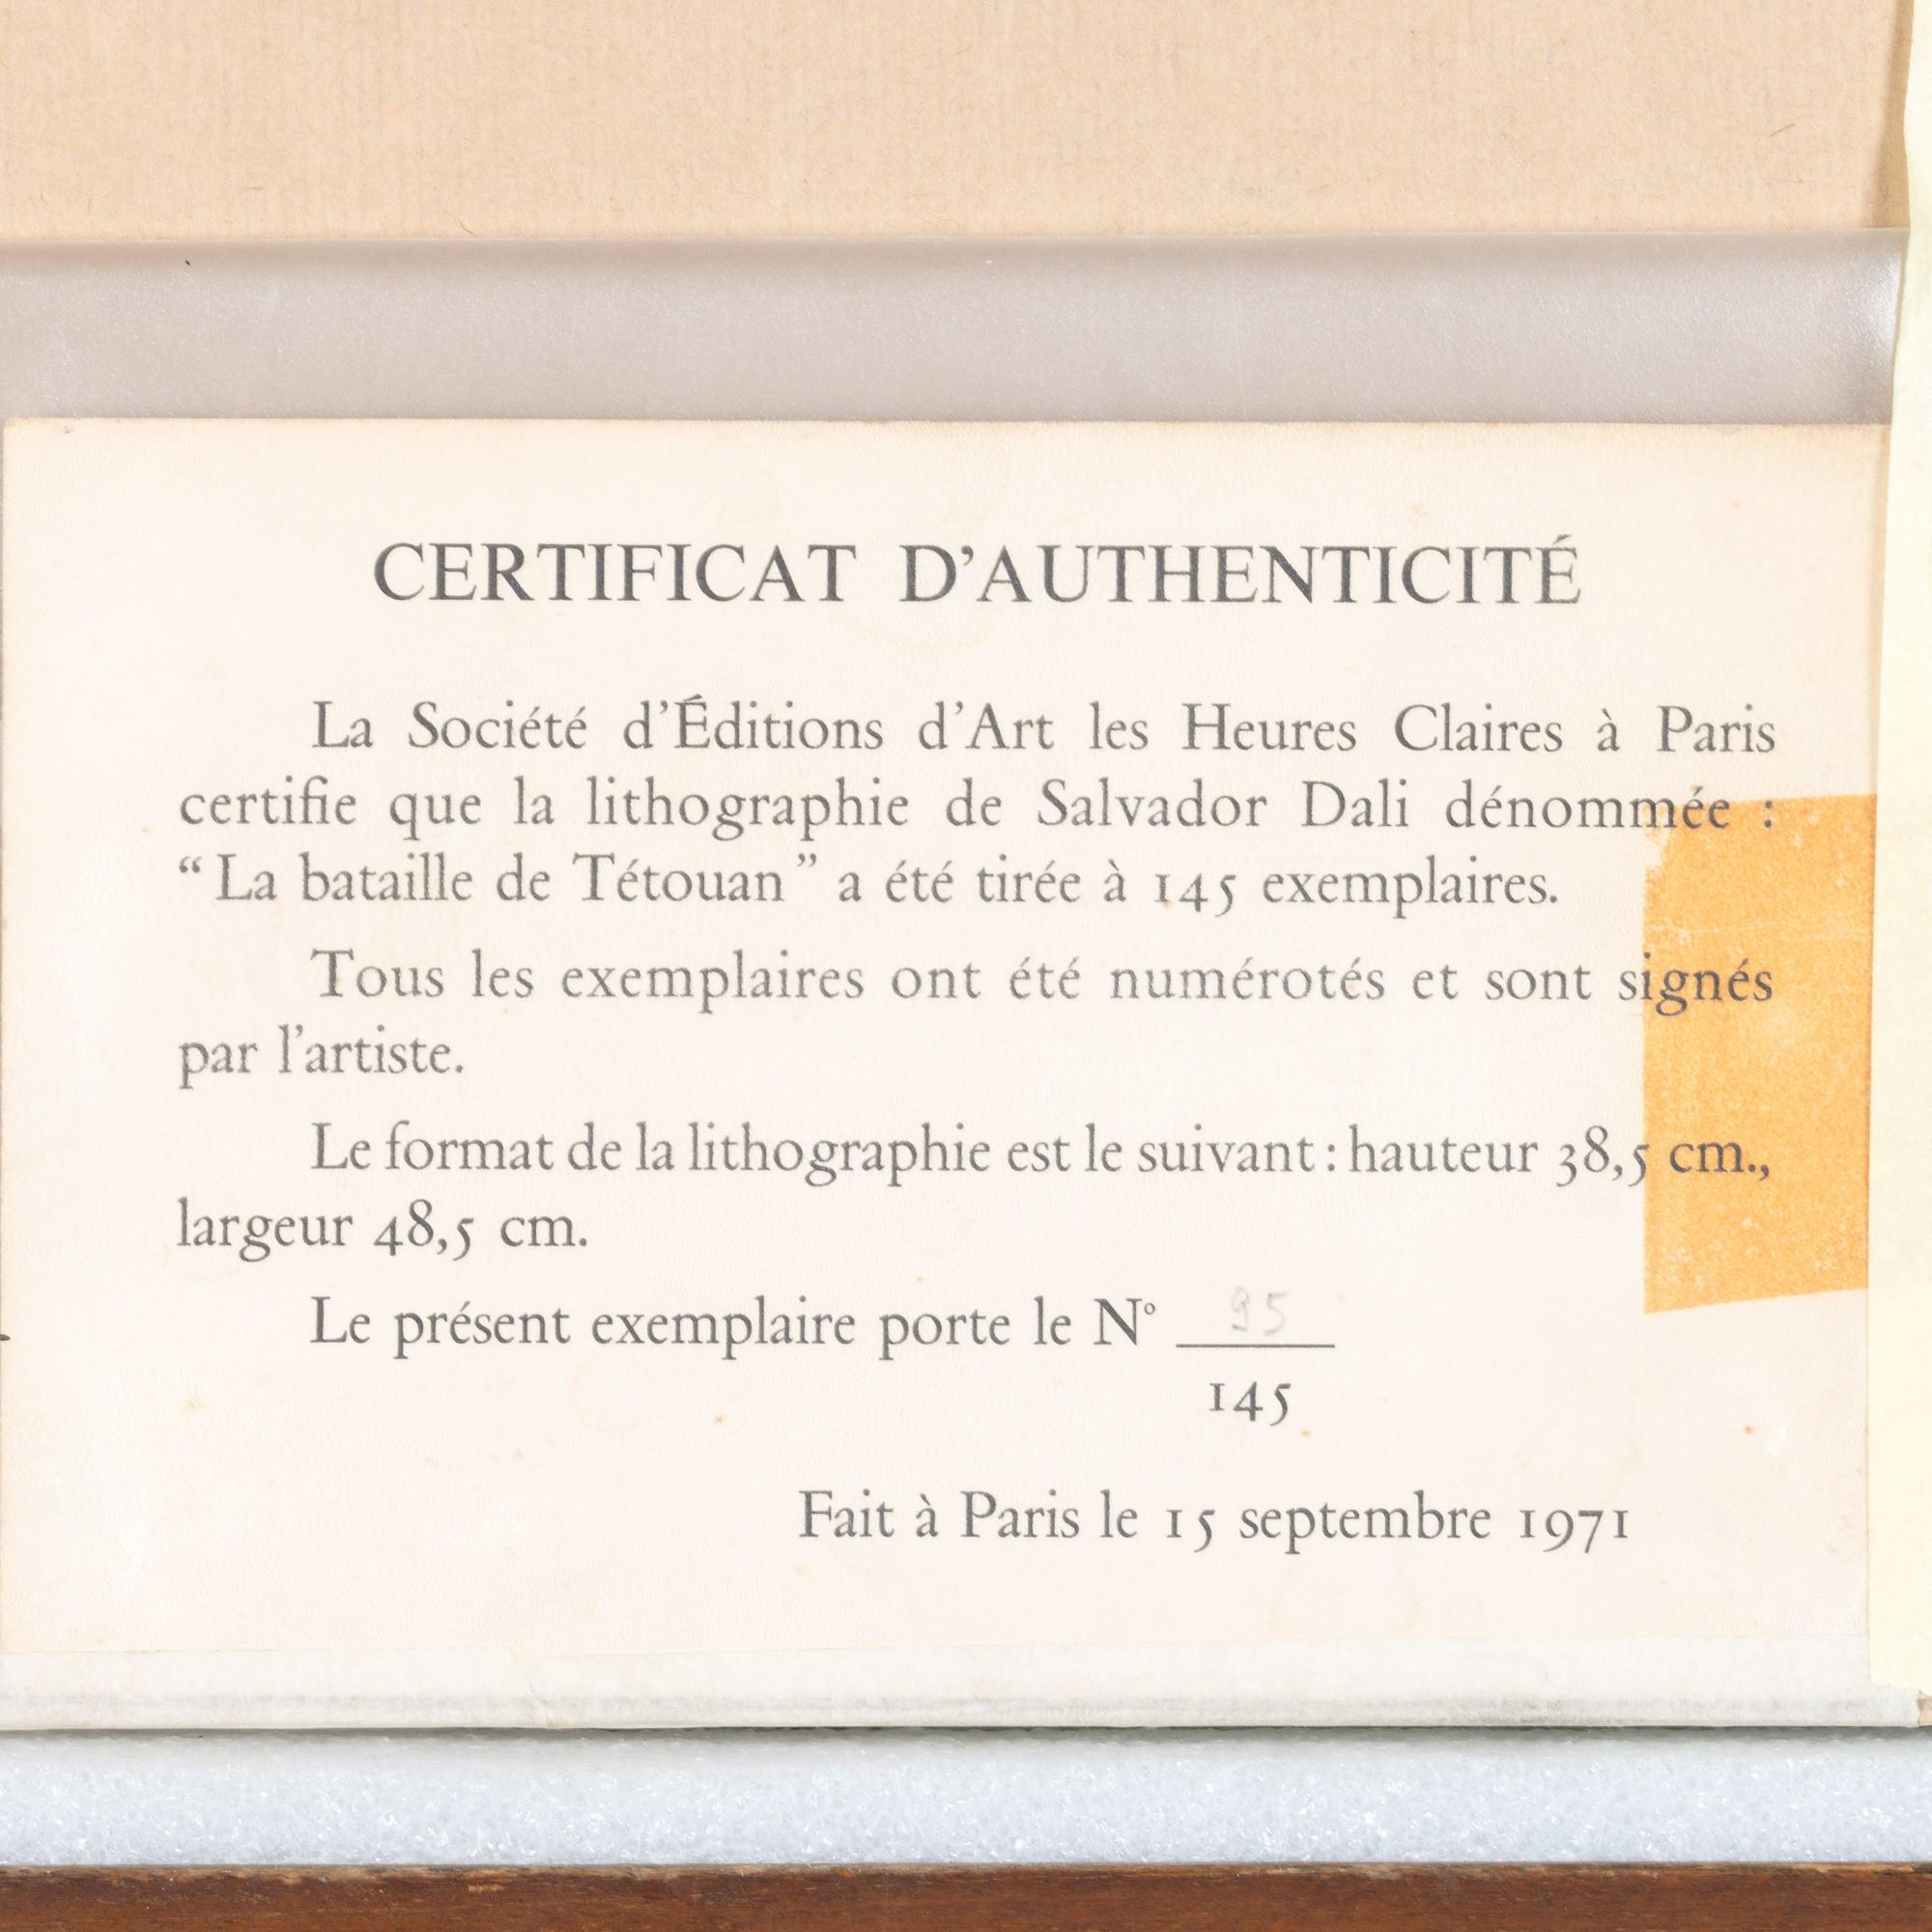 CERTIFICAT D’AUTHENTICITÉ
La Société d’Éditions d’Art les Heures Claires à Paris
certifie que la lithographie de Salvador Dali dénommée :
“ La bataille de Tétouan ” a été tirée à 145 exemplaires.
Tous les exemplaires ont été numérotés et sont signés
par l’artiste.
Le format de la lithographie est le suivant : hauteur 38,5 cm.,
largeur 48,5 cm.
Le présent exemplaire porte le N° 95
145
Fait à Paris le 15 septembre 1971